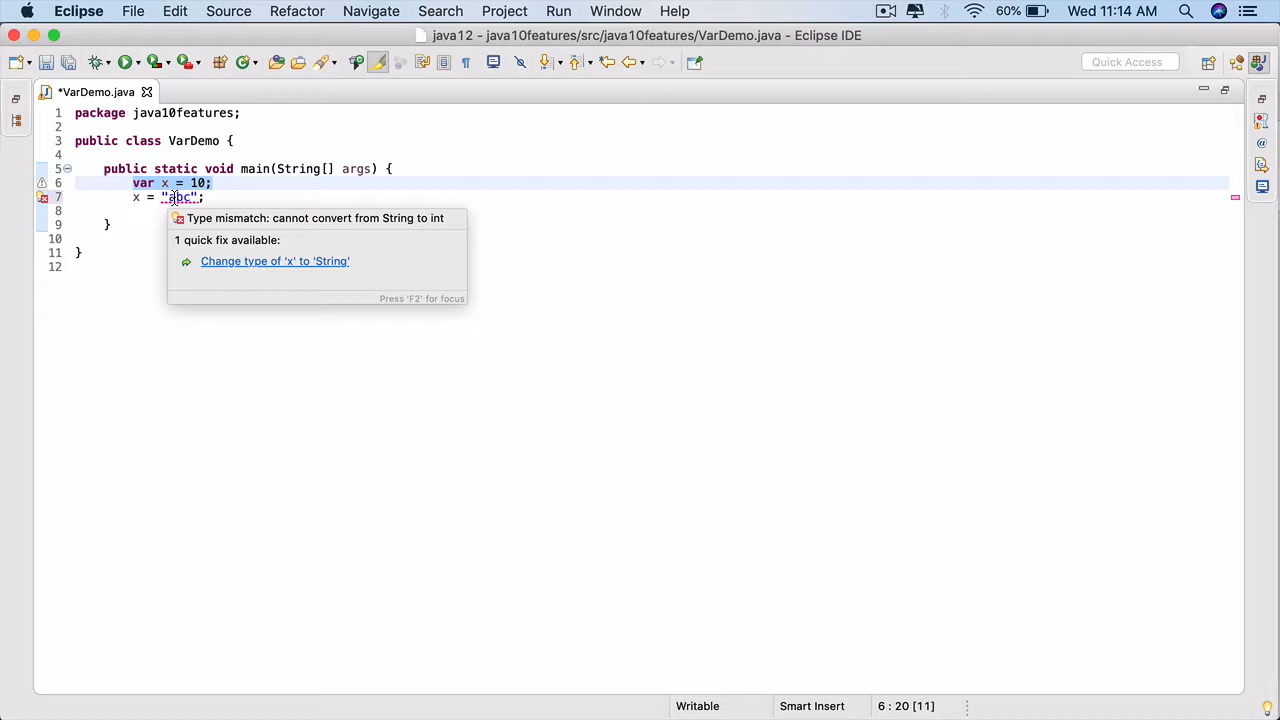 Eclipse File Edit Source Refactor Navigate Search Project Run Window Help 60% Wed 11:14 AM
java12 - java10features/src/java10features/VarDemo.java - Eclipse IDE
Quick Access
*VarDemo.java
1 package java10features;
2
3 public class VarDemo {
4
5 public static void main(String[] args) {
6 var x = 10;
7 x = "abc";
8
9 }
10
11 }
12
Type mismatch: cannot convert from String to int
1 quick fix available:
Change type of 'x' to 'String'
Press 'F2' for focus
Writable Smart Insert 6 : 20 [11]